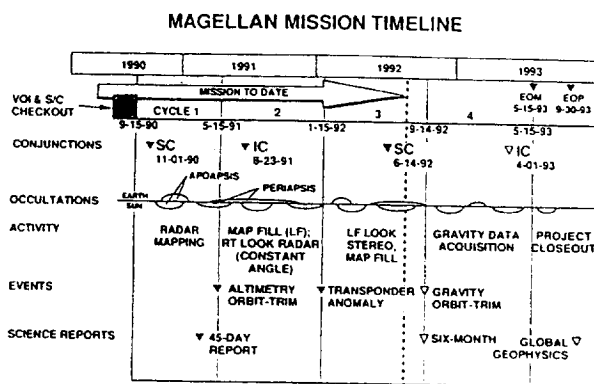 MAGELLAN MISSION TIMELINE
1990 1991 1992 1993
MISSION TO DATE
EOM EOP
5-15-93 9-30-93
VOI & S/C
CHECKOUT
CYCLE 1 2 3 4
9-15-90 5-15-91 1-15-92 9-14-92 5-15-93
CONJUNCTIONS
SC IC SC IC
11-01-90 8-23-91 6-14-92 4-01-93
APOAPSIS PERIAPSIS
OCCULTATIONS
EARTH
SUN
ACTIVITY
RADAR
MAPPING
MAP FILL (LF);
RT LOOK RADAR
(CONSTANT
ANGLE)
LF LOOK
STEREO,
MAP FILL
GRAVITY DATA
ACQUISITION
PROJECT
CLOSEOUT
EVENTS
ALTIMETRY
ORBIT-TRIM
TRANSPONDER
ANOMALY
GRAVITY
ORBIT-TRIM
SCIENCE REPORTS
45-DAY
REPORT
SIX-MONTH
GLOBAL
GEOPHYSICS